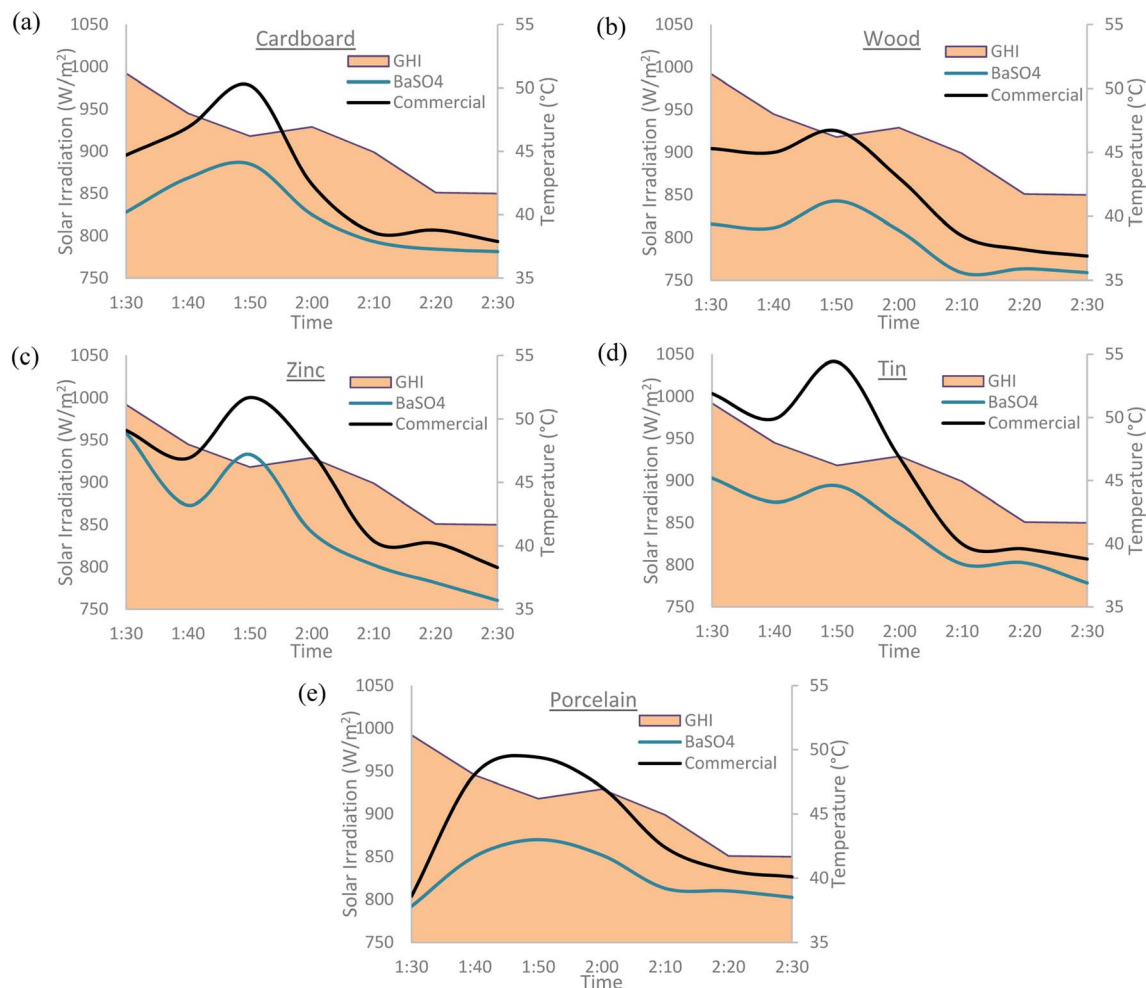 (a)
Cardboard
GHI
BaSO4
Commercial
Solar Irradiation (W/m²)
1050
1000
950
900
850
800
750
Temperature (°C)
55
50
45
40
35
1:30 1:40 1:50 2:00 2:10 2:20 2:30
Time
(b)
Wood
GHI
BaSO4
Commercial
Solar Irradiation (W/m²)
1050
1000
950
900
850
800
750
Temperature (°C)
55
50
45
40
35
1:30 1:40 1:50 2:00 2:10 2:20 2:30
Time
(c)
Zinc
GHI
BaSO4
Commercial
Solar Irradiation (W/m²)
1050
1000
950
900
850
800
750
Temperature (°C)
55
50
45
40
35
1:30 1:40 1:50 2:00 2:10 2:20 2:30
Time
(d)
Tin
GHI
BaSO4
Commercial
Solar Irradiation (W/m²)
1050
1000
950
900
850
800
750
Temperature (°C)
55
50
45
40
35
1:30 1:40 1:50 2:00 2:10 2:20 2:30
Time
(e)
Porcelain
GHI
BaSO4
Commercial
Solar Irradiation (W/m²)
1050
1000
950
900
850
800
750
Temperature (°C)
55
50
45
40
35
1:30 1:40 1:50 2:00 2:10 2:20 2:30
Time